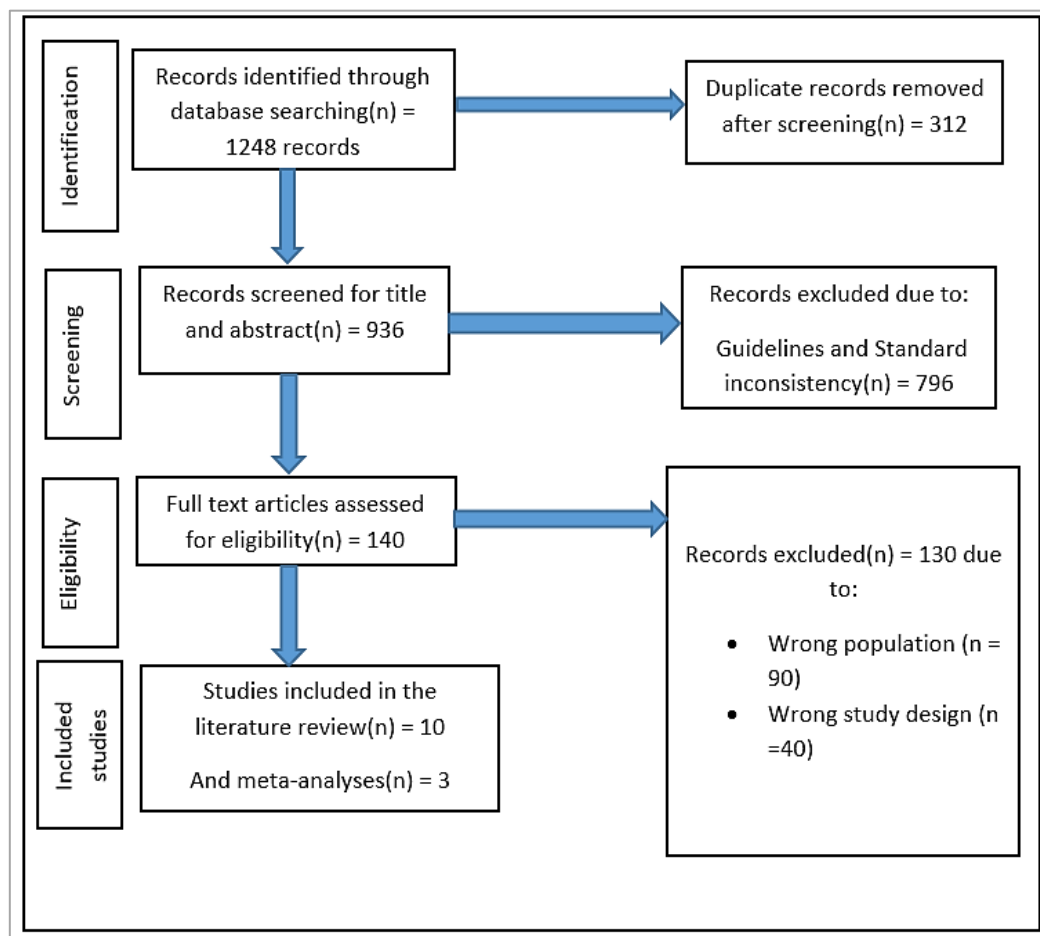 Identification
Records identified through
database searching(n) =
1248 records
Duplicate records removed
after screening(n) = 312
Screening
Records screened for title
and abstract(n) = 936
Records excluded due to:
Guidelines and Standard
inconsistency(n) = 796
Eligibility
Full text articles assessed
for eligibility(n) = 140
Records excluded(n) = 130 due
to:
• Wrong population (n =
90)
• Wrong study design (n
=40)
Included
studies
Studies included in the
literature review(n) = 10
And meta-analyses(n) = 3